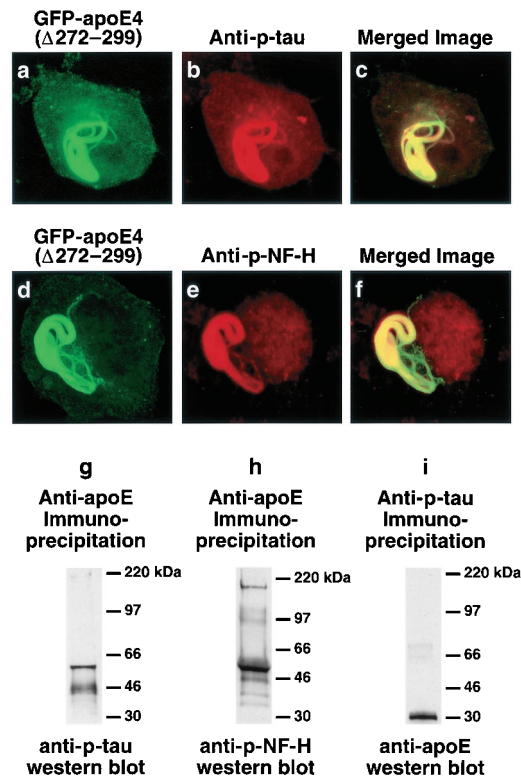 GFP-apoE4
(Δ272–299) Anti-p-tau Merged Image
a b c
GFP-apoE4
(Δ272–299) Anti-p-NF-H Merged Image
d e f
g h i
Anti-apoE Anti-apoE Anti-p-tau
Immuno- Immuno- Immuno-
precipitation precipitation precipitation
220 kDa 220 kDa 220 kDa
97 97 97
66 66 66
46 46 46
30 30 30
anti-p-tau anti-p-NF-H anti-apoE
western blot western blot western blot